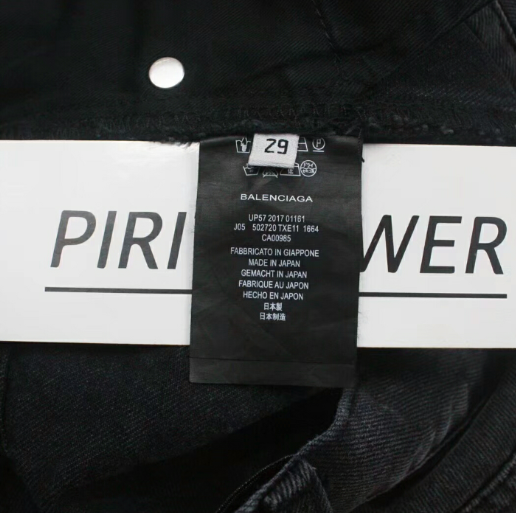 29
BALENCIAGA
UP57 2017 01161
J05 502720 TXE11 1664
CA00985
FABBRICATO IN GIAPPONE
MADE IN JAPAN
GEMACHT IN JAPAN
FABRIQUE AU JAPON
HECHO EN JAPON
日本製
日本制造
PIRI WER